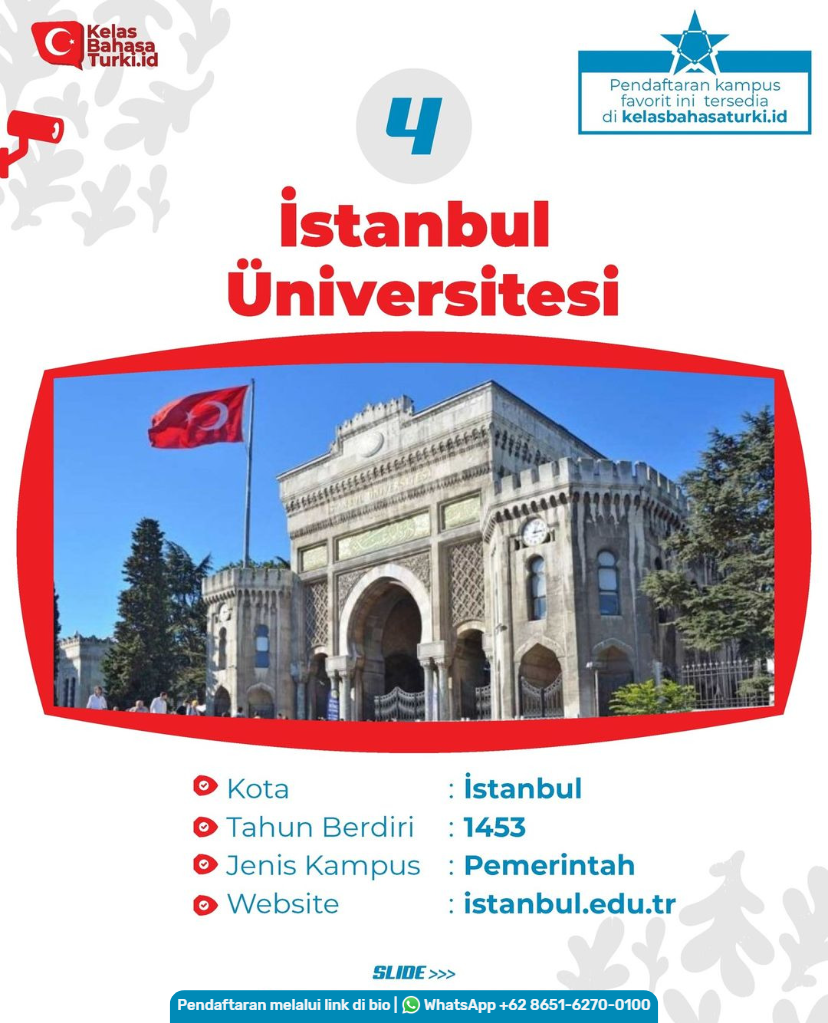 Kelas
Bahasa
Turki.id
Pendaftaran kampus
favorit ini tersedia
di kelasbahasaturki.id
4
İstanbul
Üniversitesi
Kota : İstanbul
Tahun Berdiri : 1453
Jenis Kampus : Pemerintah
Website : istanbul.edu.tr
SLIDE >>>
Pendaftaran melalui link di bio | WhatsApp +62 8651-6270-0100